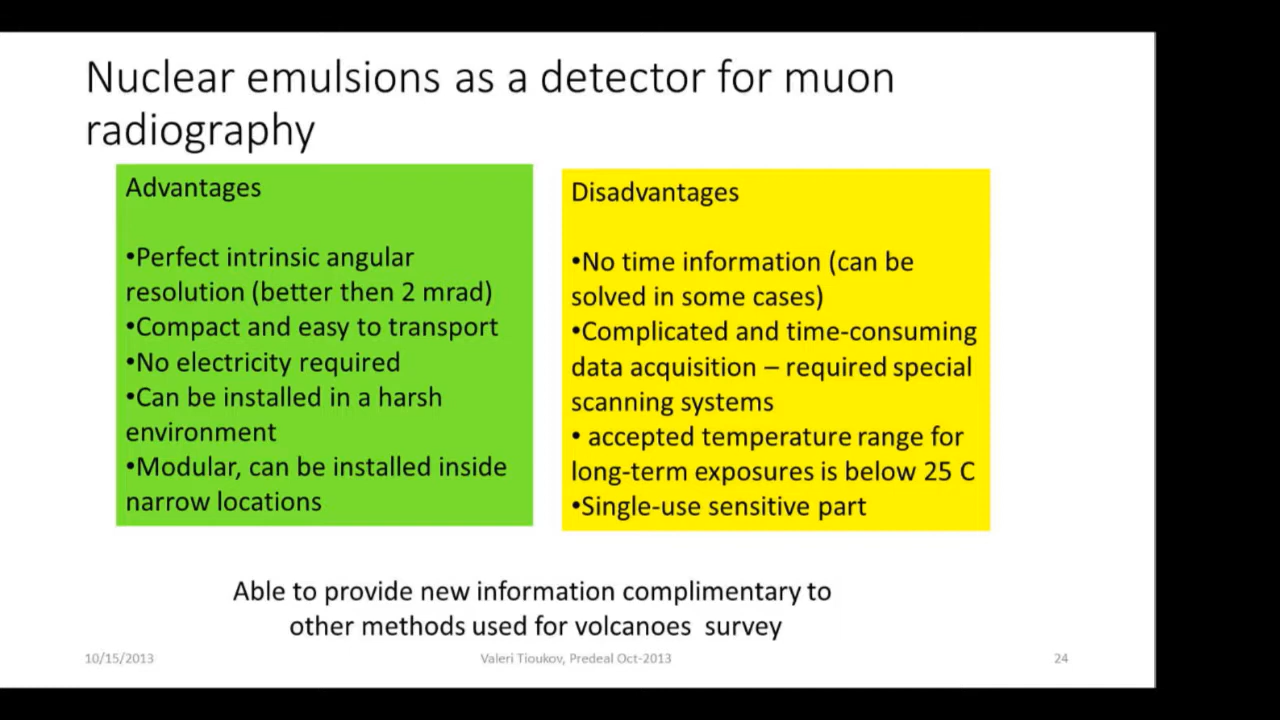 Nuclear emulsions as a detector for muon
radiography
Advantages
•Perfect intrinsic angular
resolution (better then 2 mrad)
•Compact and easy to transport
•No electricity required
•Can be installed in a harsh
environment
•Modular, can be installed inside
narrow locations
Disadvantages
•No time information (can be
solved in some cases)
•Complicated and time-consuming
data acquisition – required special
scanning systems
• accepted temperature range for
long-term exposures is below 25 C
•Single-use sensitive part
Able to provide new information complimentary to
other methods used for volcanoes survey
10/15/2013
Valeri Tioukov, Predeal Oct-2013
24